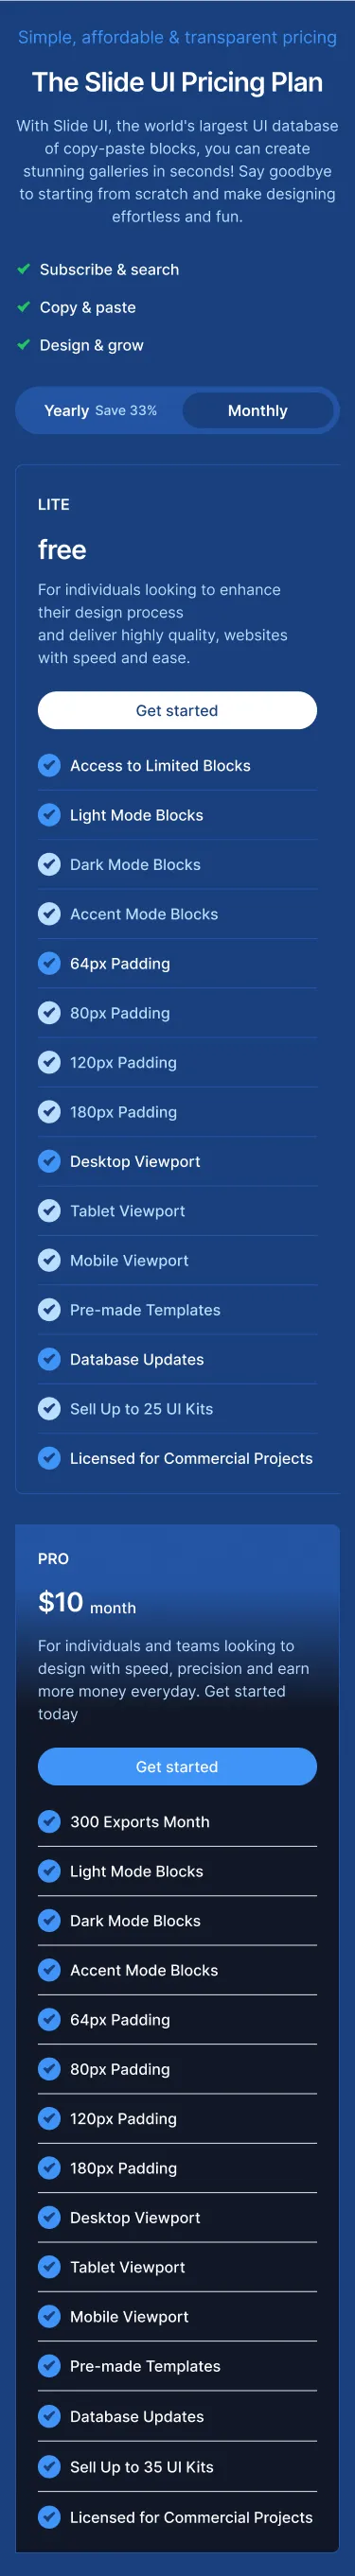 Simple, affordable & transparent pricing
The Slide UI Pricing Plan
With Slide UI, the world's largest UI database
of copy-paste blocks, you can create
stunning galleries in seconds! Say goodbye
to starting from scratch and make designing
effortless and fun.
Subscribe & search
Copy & paste
Design & grow
Yearly Save 33% Monthly
LITE
free
For individuals looking to enhance
their design process
and deliver highly quality, websites
with speed and ease.
Get started
Access to Limited Blocks
Light Mode Blocks
Dark Mode Blocks
Accent Mode Blocks
64px Padding
80px Padding
120px Padding
180px Padding
Desktop Viewport
Tablet Viewport
Mobile Viewport
Pre-made Templates
Database Updates
Sell Up to 25 UI Kits
Licensed for Commercial Projects
PRO
$10 month
For individuals and teams looking to
design with speed, precision and earn
more money everyday. Get started
today
Get started
300 Exports Month
Light Mode Blocks
Dark Mode Blocks
Accent Mode Blocks
64px Padding
80px Padding
120px Padding
180px Padding
Desktop Viewport
Tablet Viewport
Mobile Viewport
Pre-made Templates
Database Updates
Sell Up to 35 UI Kits
Licensed for Commercial Projects